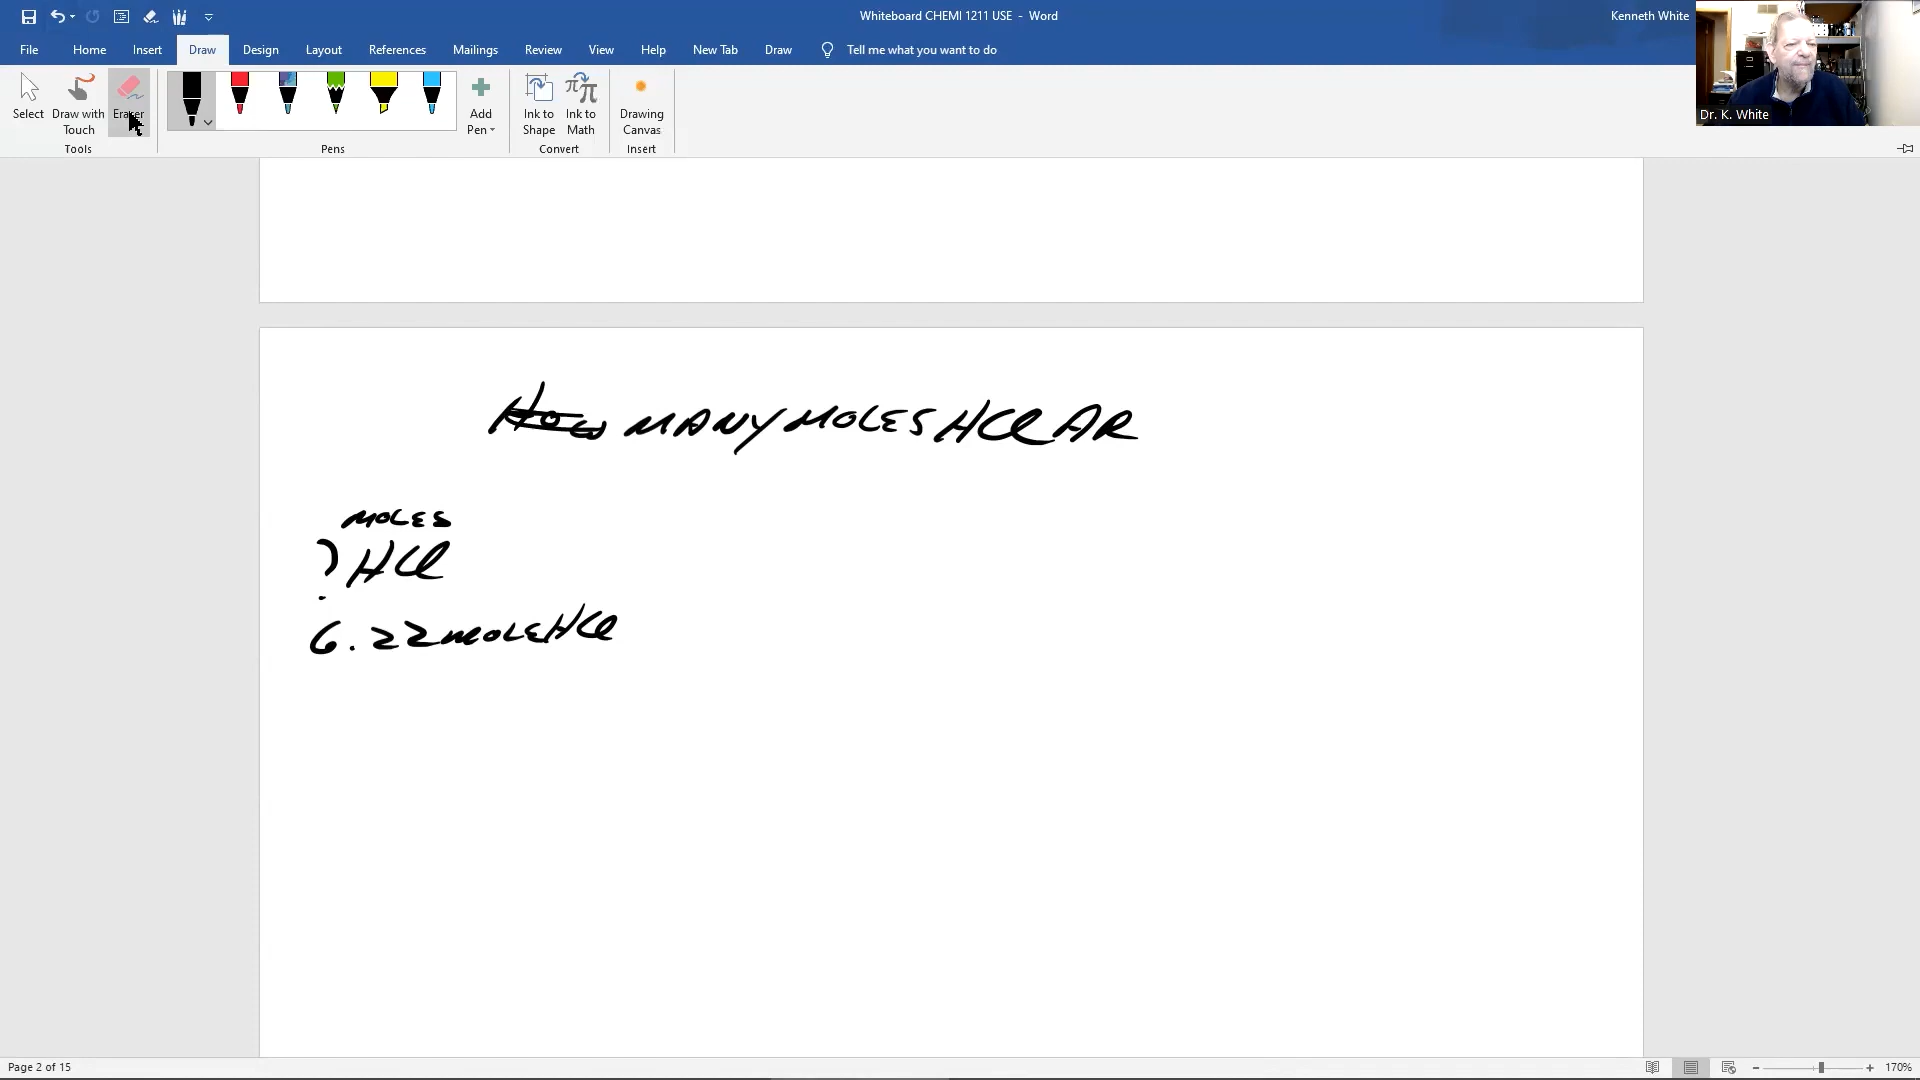 Whiteboard CHEMI 1211 USE - Word
Kenneth White
File Home Insert Draw Design Layout References Mailings Review View Help New Tab Draw Tell me what you want to do
Select Draw with Touch Eraser
Add Pen
Ink to Shape Ink to Math
Drawing Canvas
Tools Pens Convert Insert
Dr. K. White
HOW MANY MOLES HCl AR
MOLES
? HCl
6.22 MOLE HCl
Page 2 of 15
170%